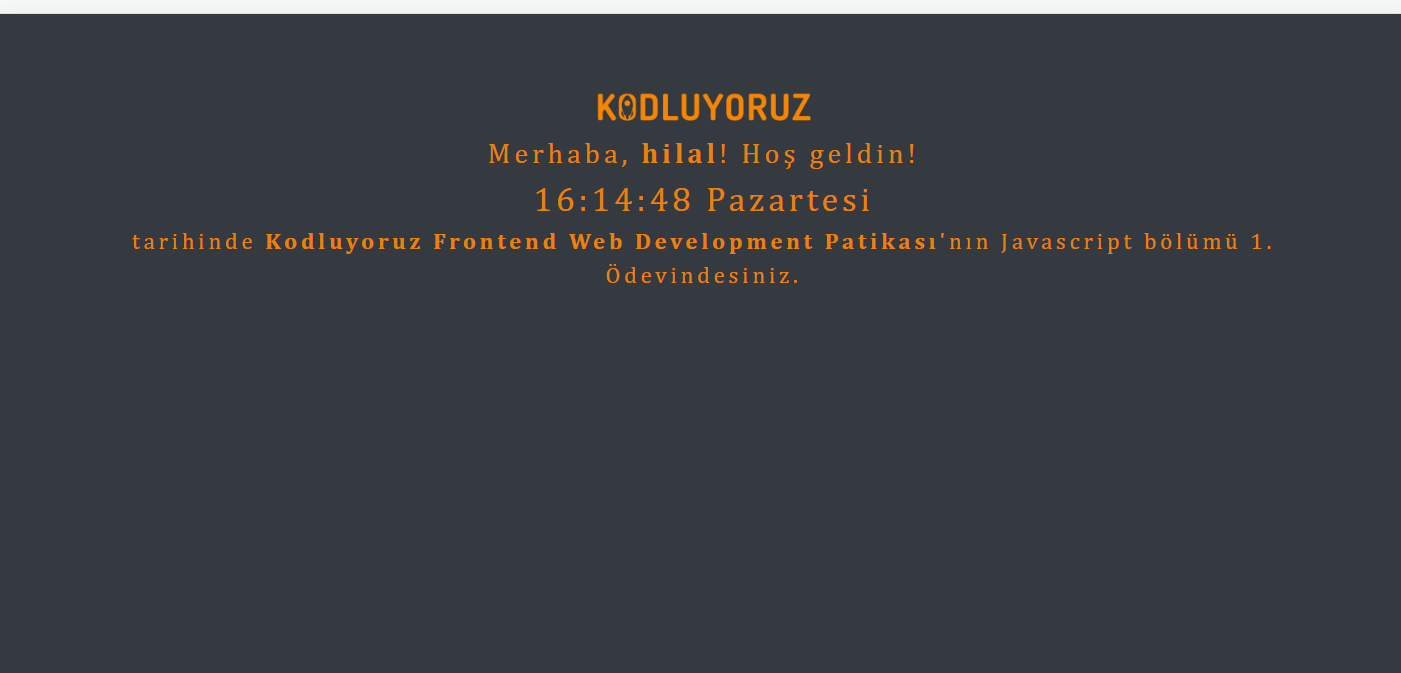 KODLUYORUZ
Merhaba, hilal! Hoş geldin!
16:14:48 Pazartesi
tarihinde Kodluyoruz Frontend Web Development Patikası'nın Javascript bölümü 1.
Ödevindesiniz.